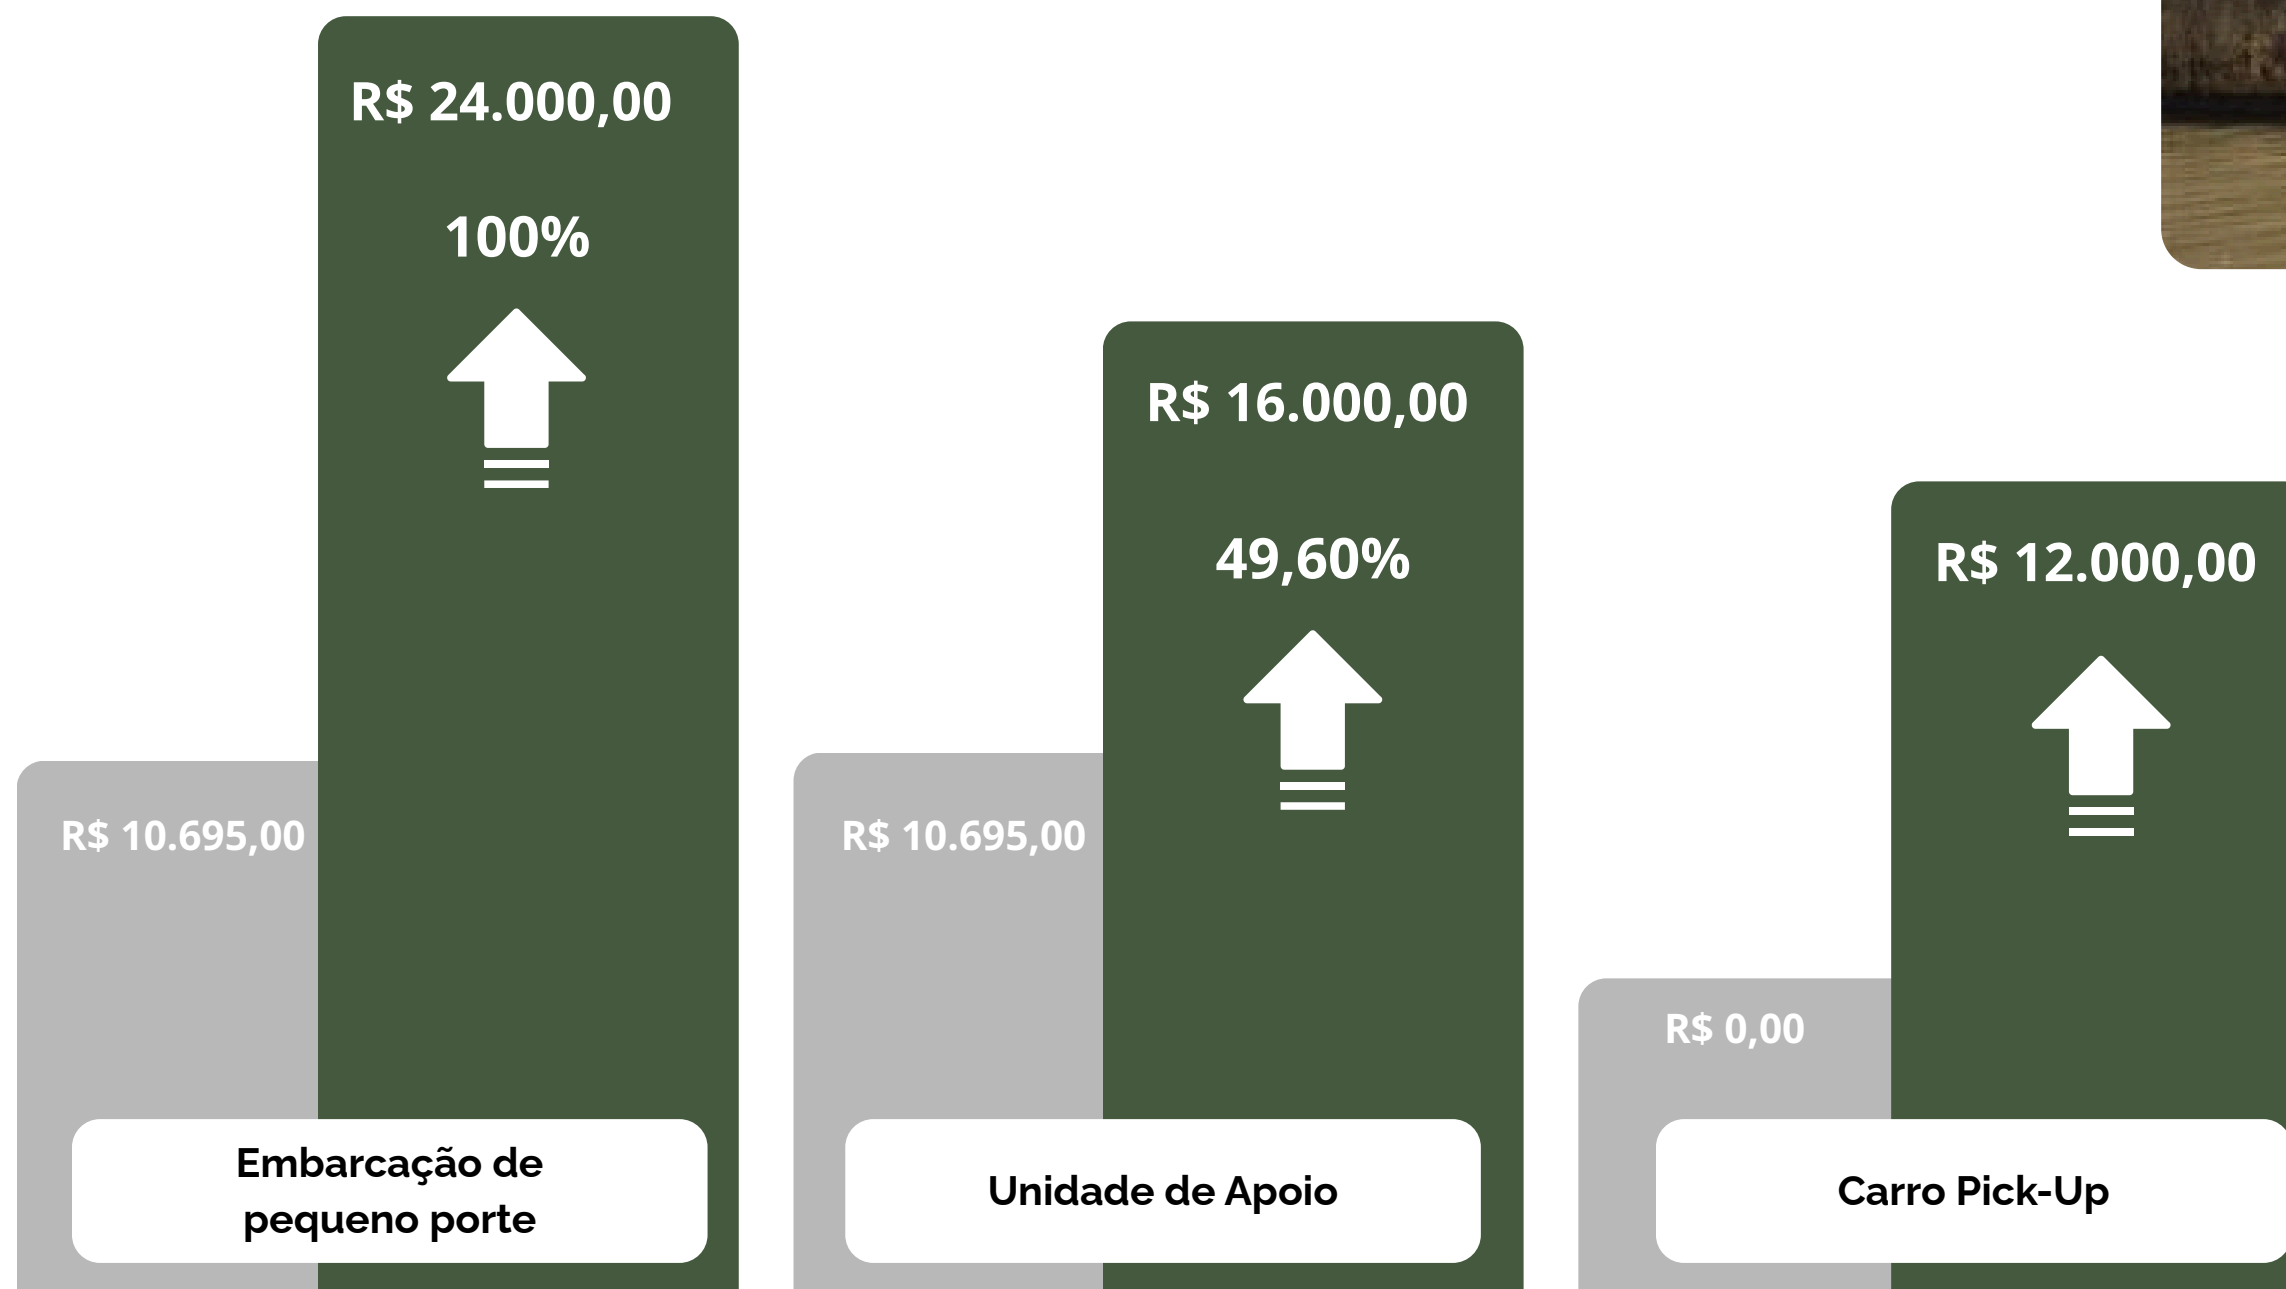 R$ 24.000,00
100%
R$ 10.695,00
Embarcação de
pequeno porte
R$ 16.000,00
49,60%
R$ 10.695,00
Unidade de Apoio
R$ 12.000,00
R$ 0,00
Carro Pick-Up